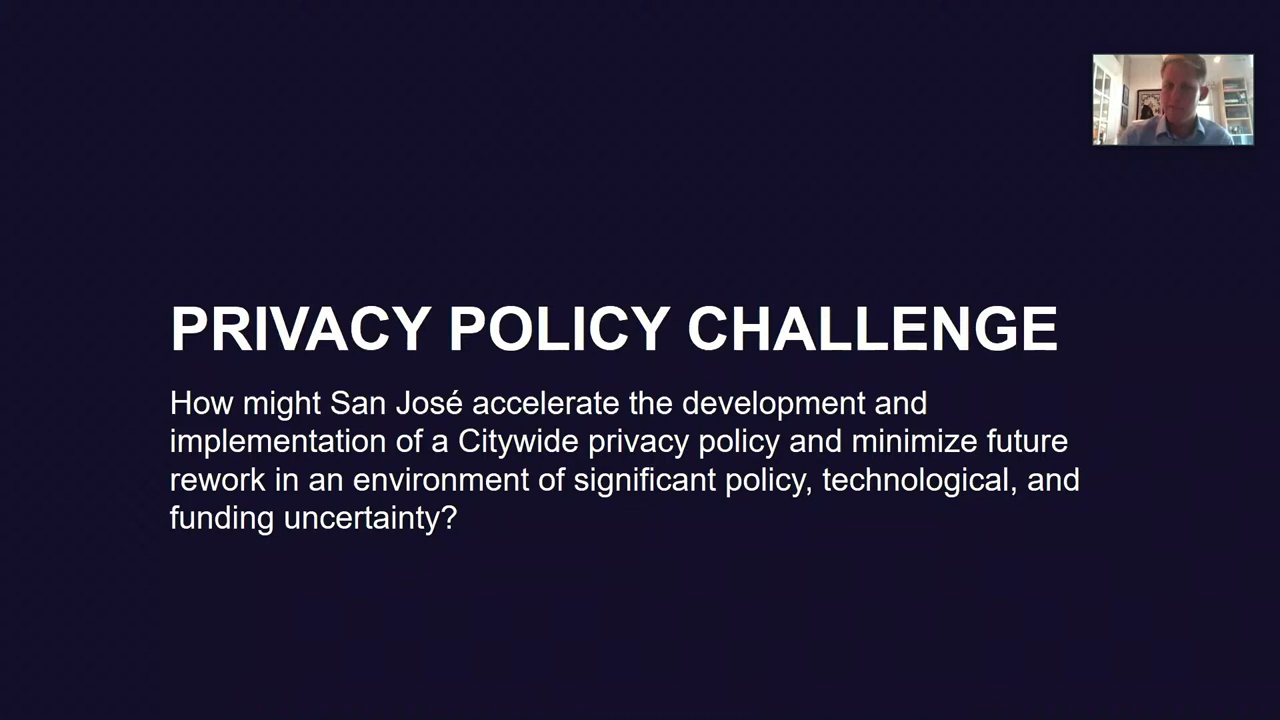 PRIVACY POLICY CHALLENGE
How might San José accelerate the development and
implementation of a Citywide privacy policy and minimize future
rework in an environment of significant policy, technological, and
funding uncertainty?